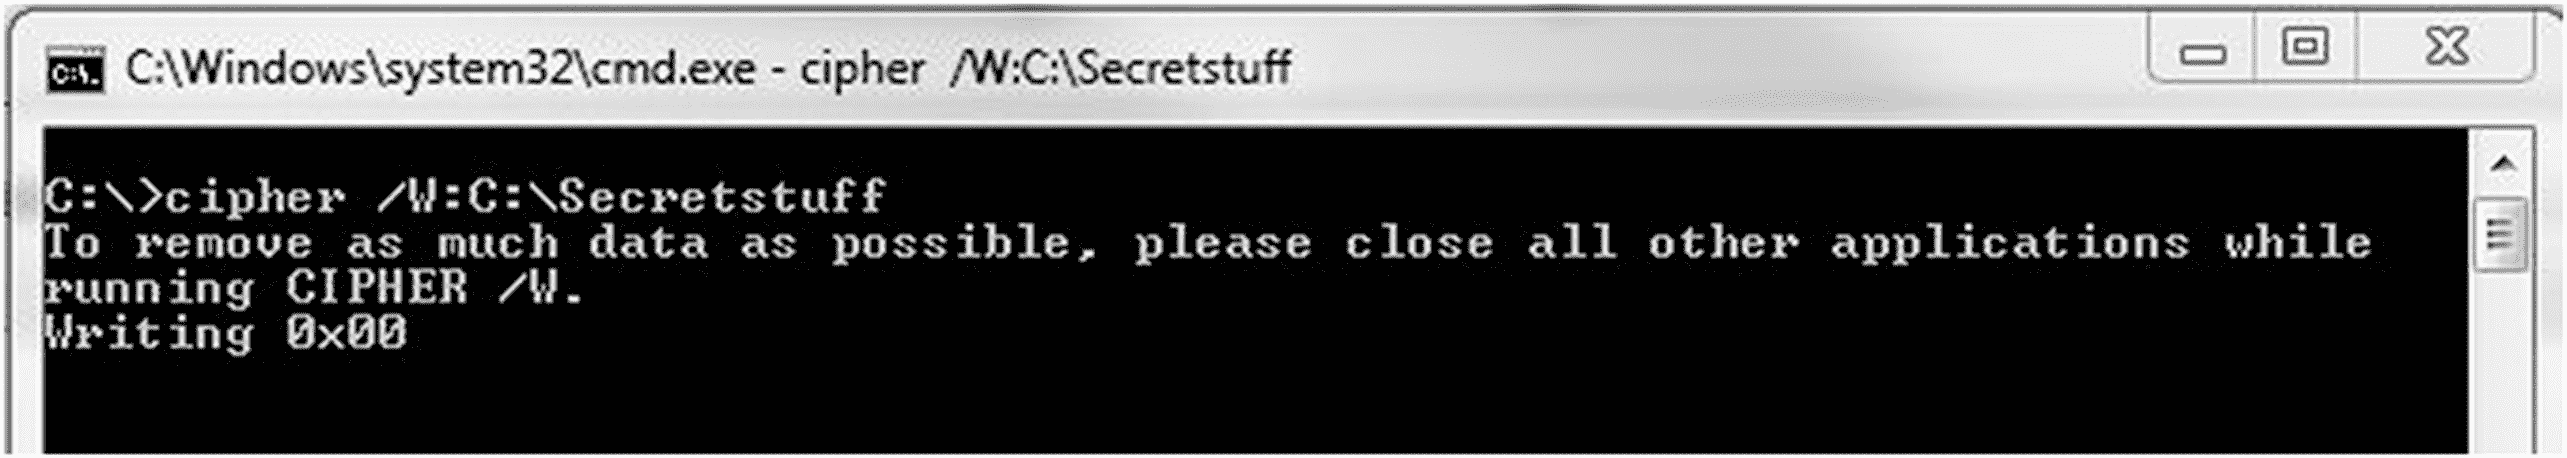 C:\Windows\system32\cmd.exe - cipher  /W:C:\Secretstuff
C:\>cipher /W:C:\Secretstuff
To remove as much data as possible, please close all other applications while
running CIPHER /W.
Writing 0x00